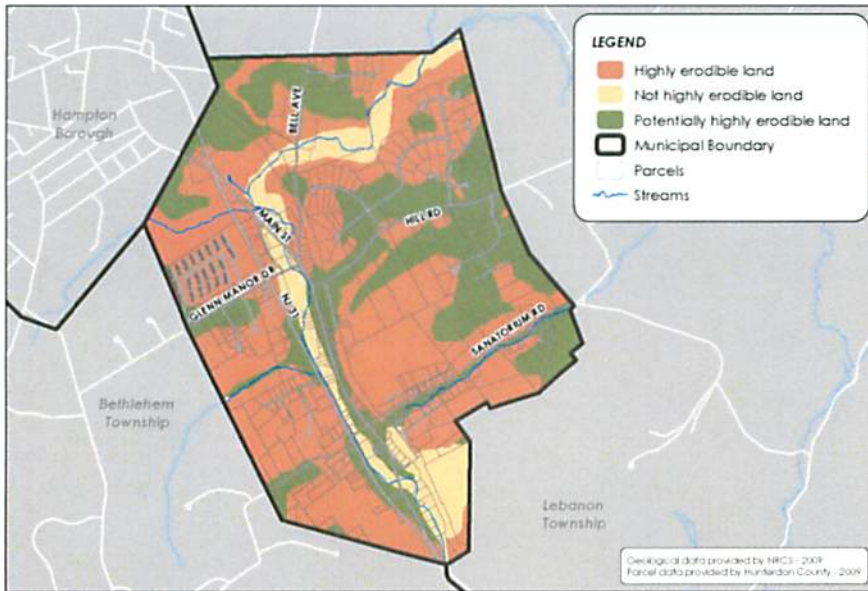 LEGEND
Highly erodible land
Not highly erodible land
Potentially highly erodible land
Municipal Boundary
Parcels
Streams
Hampton
Borough
BELL AVE
MAIN ST
HILL RD
GLENN MANOR DR
NJ 31
SANATORIUM RD
Bethlehem
Township
Lebanon
Township
Geological data provided by NRCS - 2009
Parcel data provided by Hunterdon County - 2009